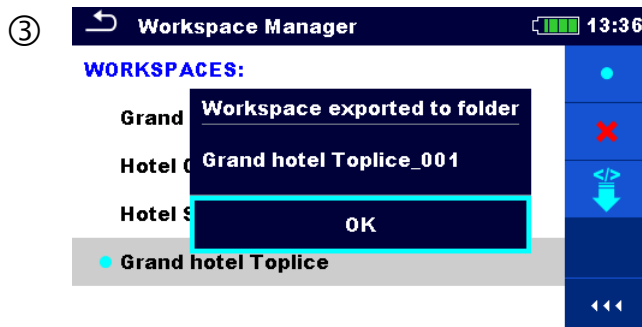 ③
Workspace Manager 13:36
WORKSPACES:
Grand
Workspace exported to folder
Hotel
Grand hotel Toplice_001
Hotel
OK
Grand hotel Toplice